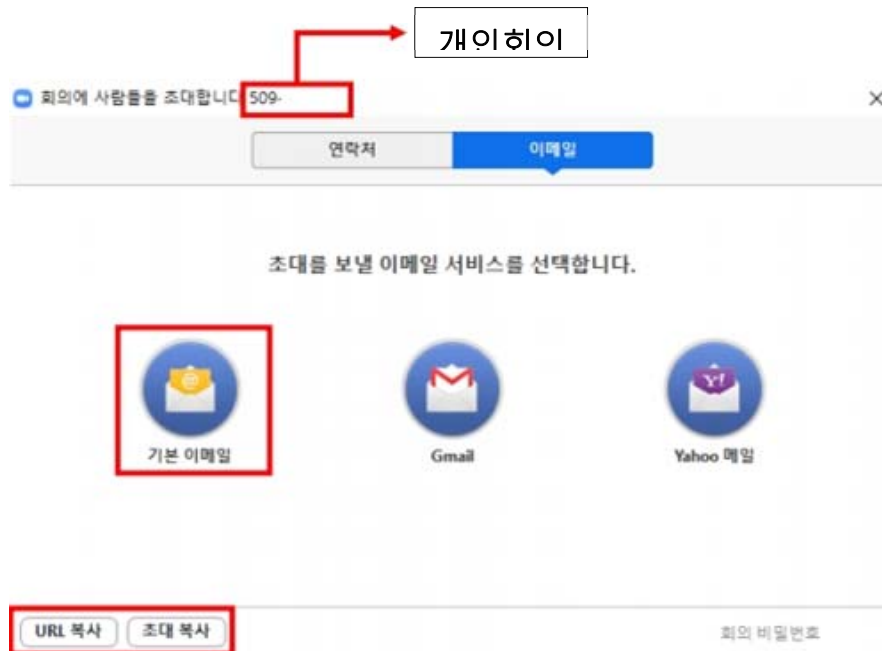 개인회의
회의에 사람들을 초대합니다 509-
연락처 이메일
초대를 보낼 이메일 서비스를 선택합니다.
기본 이메일 Gmail Yahoo 메일
URL 복사 초대 복사 회의 비밀번호